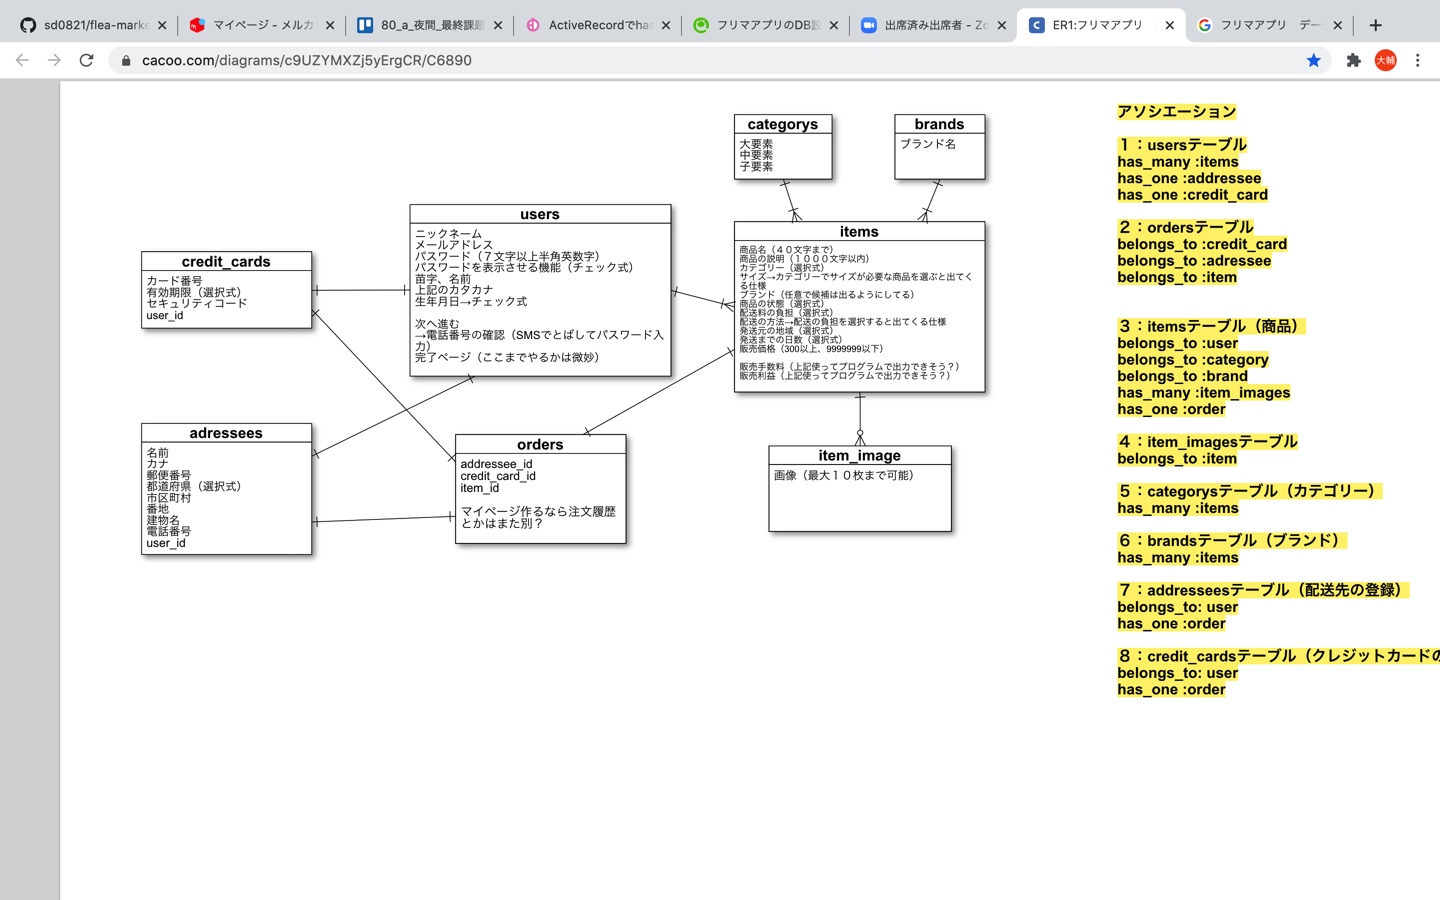 sd0821/flea-marke
マイページ - メルカ
80_a_夜間_最終課題
ActiveRecordでha
フリマアプリのDB設
出席済み出席者 - Zo
ER1:フリマアプリ
フリマアプリ デー
cacoo.com/diagrams/c9UZYMXZj5yErgCR/C6890
大輔
categorys
大要素
中要素
子要素
brands
ブランド名
users
ニックネーム
メールアドレス
パスワード（７文字以上半角英数字）
パスワードを表示させる機能（チェック式）
苗字、名前
上記のカタカナ
生年月日→チェック式
次へ進む
→電話番号の確認（SMSでとばしてパスワード入
力）
完了ページ（ここまでやるかは微妙）
items
商品名（４０文字まで）
商品の説明（１０００文字以内）
カテゴリー（選択式）
サイズ→カテゴリーでサイズが必要な商品を選ぶと出てく
る仕様
ブランド（任意で候補は出るようにしてる）
商品の状態（選択式）
配送料の負担（選択式）
配送の方法→配送の負担を選択すると出てくる仕様
発送元の地域（選択式）
発送までの日数（選択式）
販売価格（300以上、9999999以下）
販売手数料（上記使ってプログラムで出力できそう？）
販売利益（上記使ってプログラムで出力できそう？）
credit_cards
カード番号
有効期限（選択式）
セキュリティコード
user_id
adressees
名前
カナ
郵便番号
都道府県（選択式）
市区町村
番地
建物名
電話番号
user_id
orders
addressee_id
credit_card_id
item_id
マイページ作るなら注文履歴
とかはまた別？
item_image
画像（最大１０枚まで可能）
アソシエーション
１：usersテーブル
has_many :items
has_one :addressee
has_one :credit_card
２：ordersテーブル
belongs_to :credit_card
belongs_to :adressee
belongs_to :item
３：itemsテーブル（商品）
belongs_to :user
belongs_to :category
belongs_to :brand
has_many :item_images
has_one :order
４：item_imagesテーブル
belongs_to :item
５：categorysテーブル（カテゴリー）
has_many :items
６：brandsテーブル（ブランド）
has_many :items
７：addresseesテーブル（配送先の登録）
belongs_to: user
has_one :order
８：credit_cardsテーブル（クレジットカードの
belongs_to: user
has_one :order